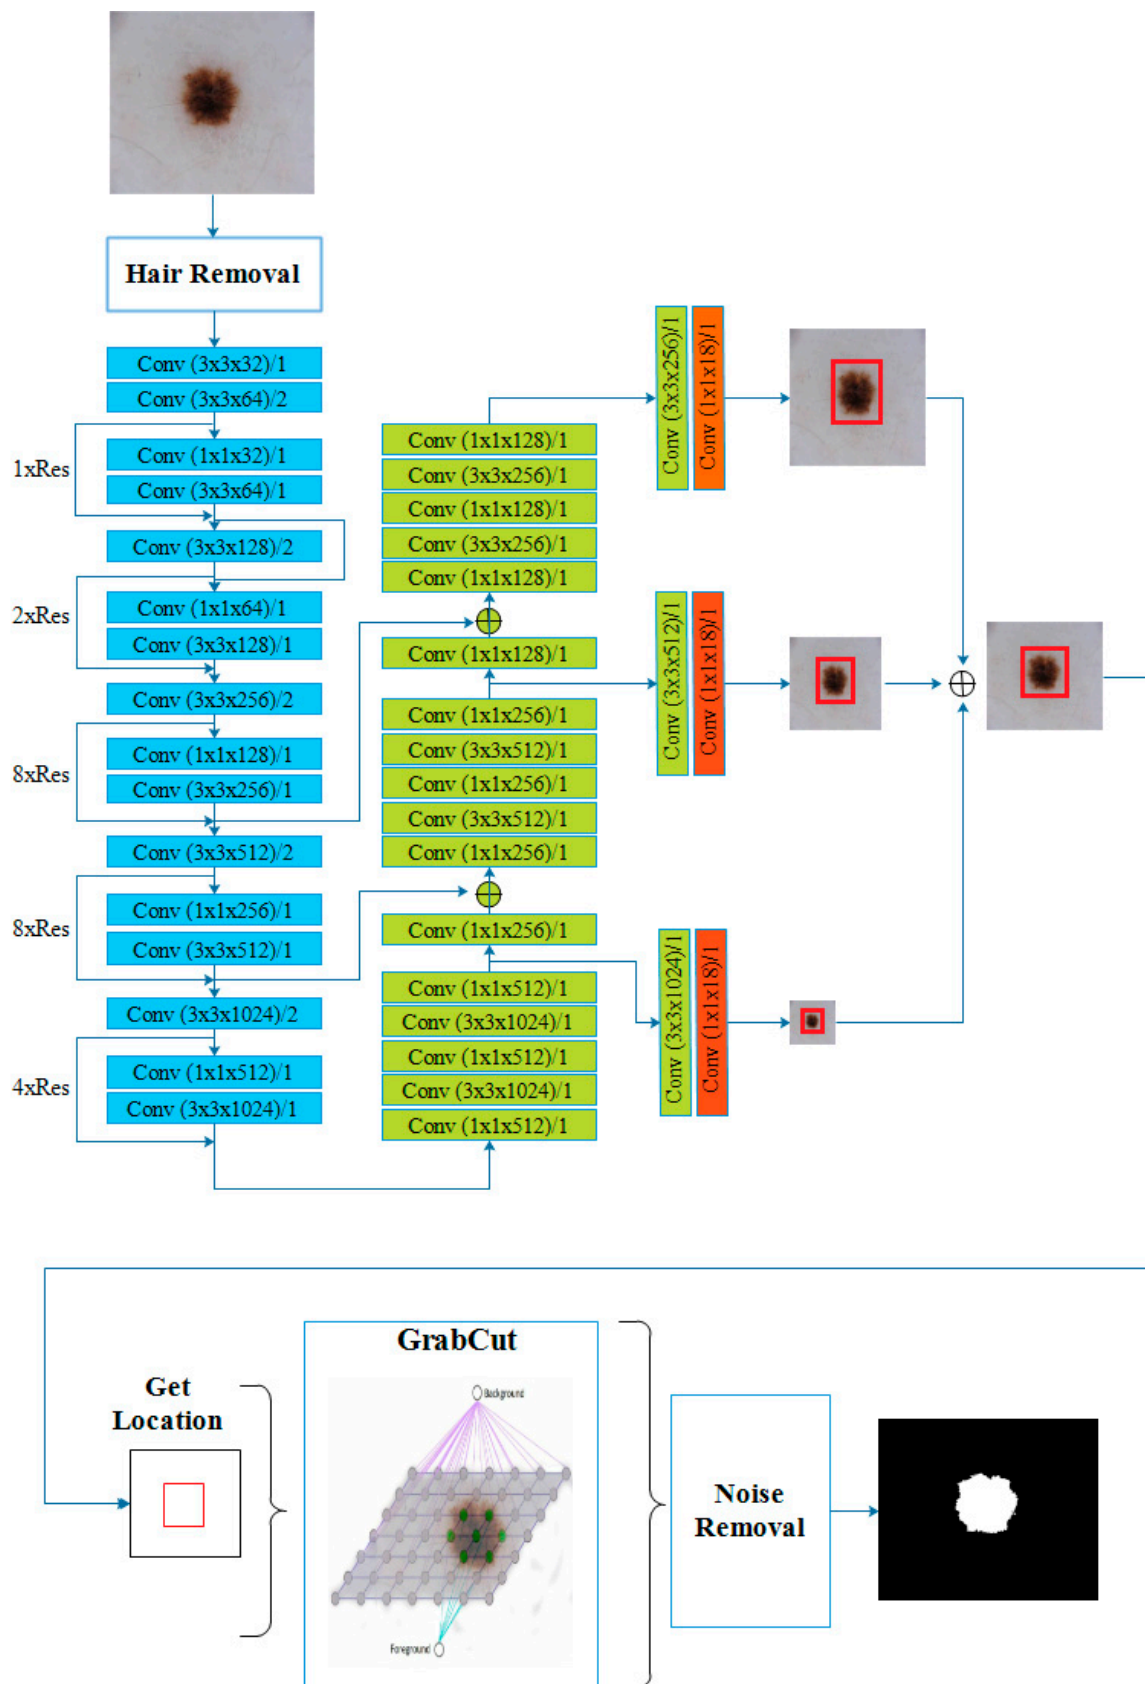 Hair Removal
Conv (3x3x32)/1
Conv (3x3x64)/2
1xRes
Conv (1x1x32)/1
Conv (3x3x64)/1
Conv (3x3x128)/2
2xRes
Conv (1x1x64)/1
Conv (3x3x128)/1
Conv (3x3x256)/2
8xRes
Conv (1x1x128)/1
Conv (3x3x256)/1
Conv (3x3x512)/2
8xRes
Conv (1x1x256)/1
Conv (3x3x512)/1
Conv (3x3x1024)/2
4xRes
Conv (1x1x512)/1
Conv (3x3x1024)/1
Conv (1x1x128)/1
Conv (3x3x256)/1
Conv (1x1x128)/1
Conv (3x3x256)/1
Conv (1x1x128)/1
Conv (1x1x128)/1
Conv (1x1x256)/1
Conv (3x3x512)/1
Conv (1x1x256)/1
Conv (3x3x512)/1
Conv (1x1x256)/1
Conv (1x1x256)/1
Conv (1x1x512)/1
Conv (3x3x1024)/1
Conv (1x1x512)/1
Conv (3x3x1024)/1
Conv (1x1x512)/1
Conv (3x3x256)/1
Conv (1x1x18)/1
Conv (3x3x512)/1
Conv (1x1x18)/1
Conv (3x3x1024)/1
Conv (1x1x18)/1
Get
Location
GrabCut
Background
Foreground
Noise
Removal